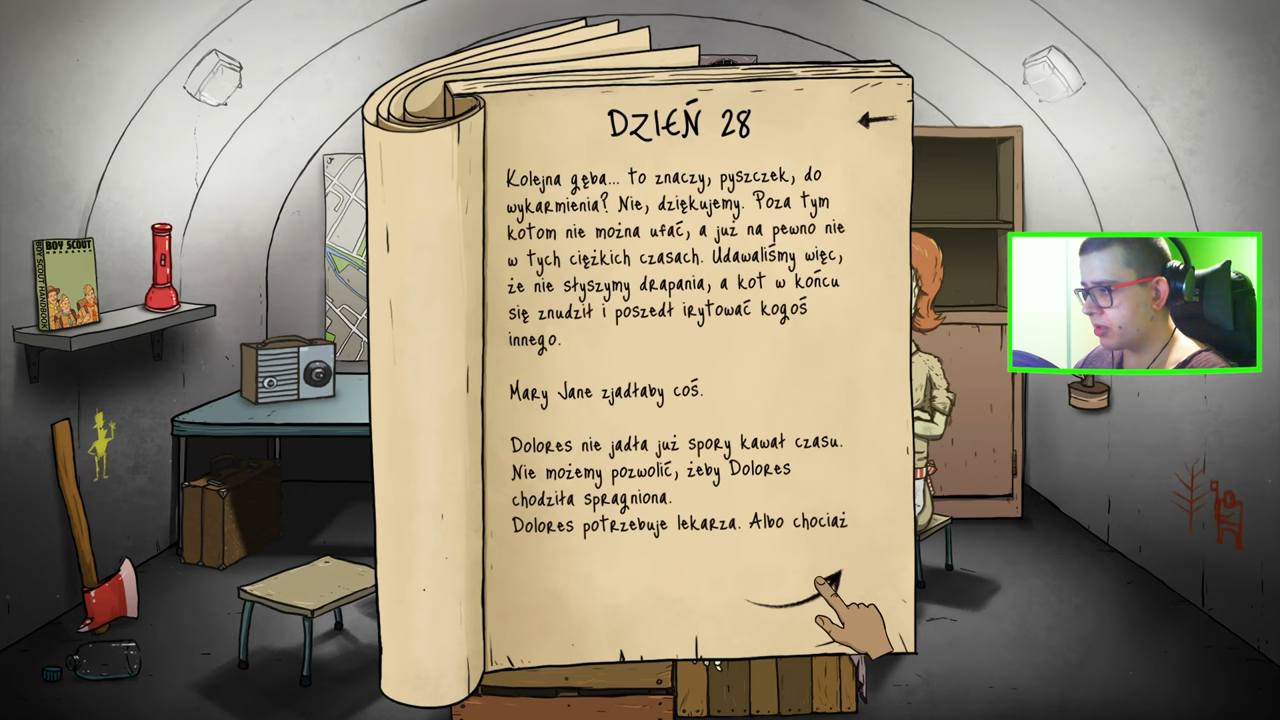 DZIEŃ 28
Kolejna gęba... to znaczy, pyszczek, do
wykarmienia? Nie, dziękujemy. Poza tym
kotom nie można ufać, a już na pewno nie
w tych ciężkich czasach. Udawaliśmy więc,
że nie słyszymy drapania, a kot w końcu
się znudził i poszedł irytować kogoś
innego.
Mary Jane zjadłaby coś.
Dolores nie jadła już spory kawał czasu.
Nie możemy pozwolić, żeby Dolores
chodziła spragniona.
Dolores potrzebuje lekarza. Albo chociaż
BOY SCOUT
BOY SCOUT HANDBOOK